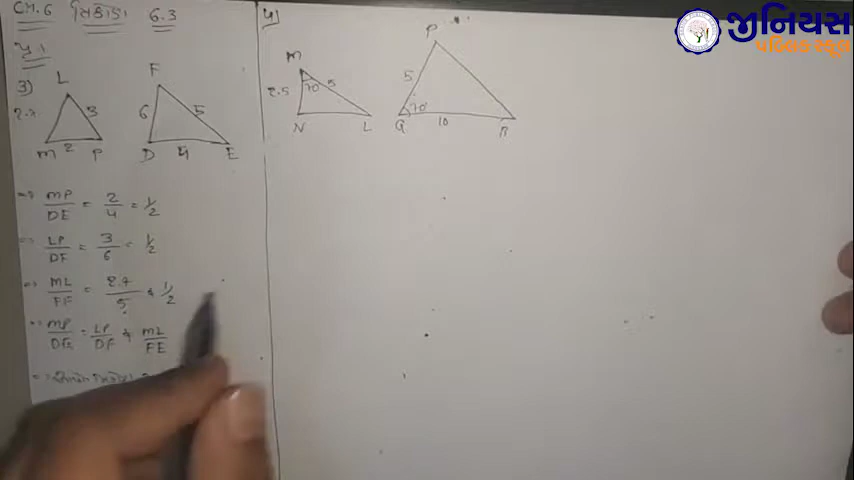 CH.6 ત્રિકોણ 6.3
પ્ર 1
3)
L
2.7 3
M 2 P
F
6 5
D 4 E
=> MP/DE = 2/4 = 1/2
=> LP/DF = 3/6 = 1/2
=> ML/FE = 2.7/5 ≠ 1/2
MP/DE = LP/DF ≠ ML/FE
૫)
M
2.5 70° 5
N L
P
5
70°
Q 10 R
જીનિયસ
પબ્લિક સ્કૂલ